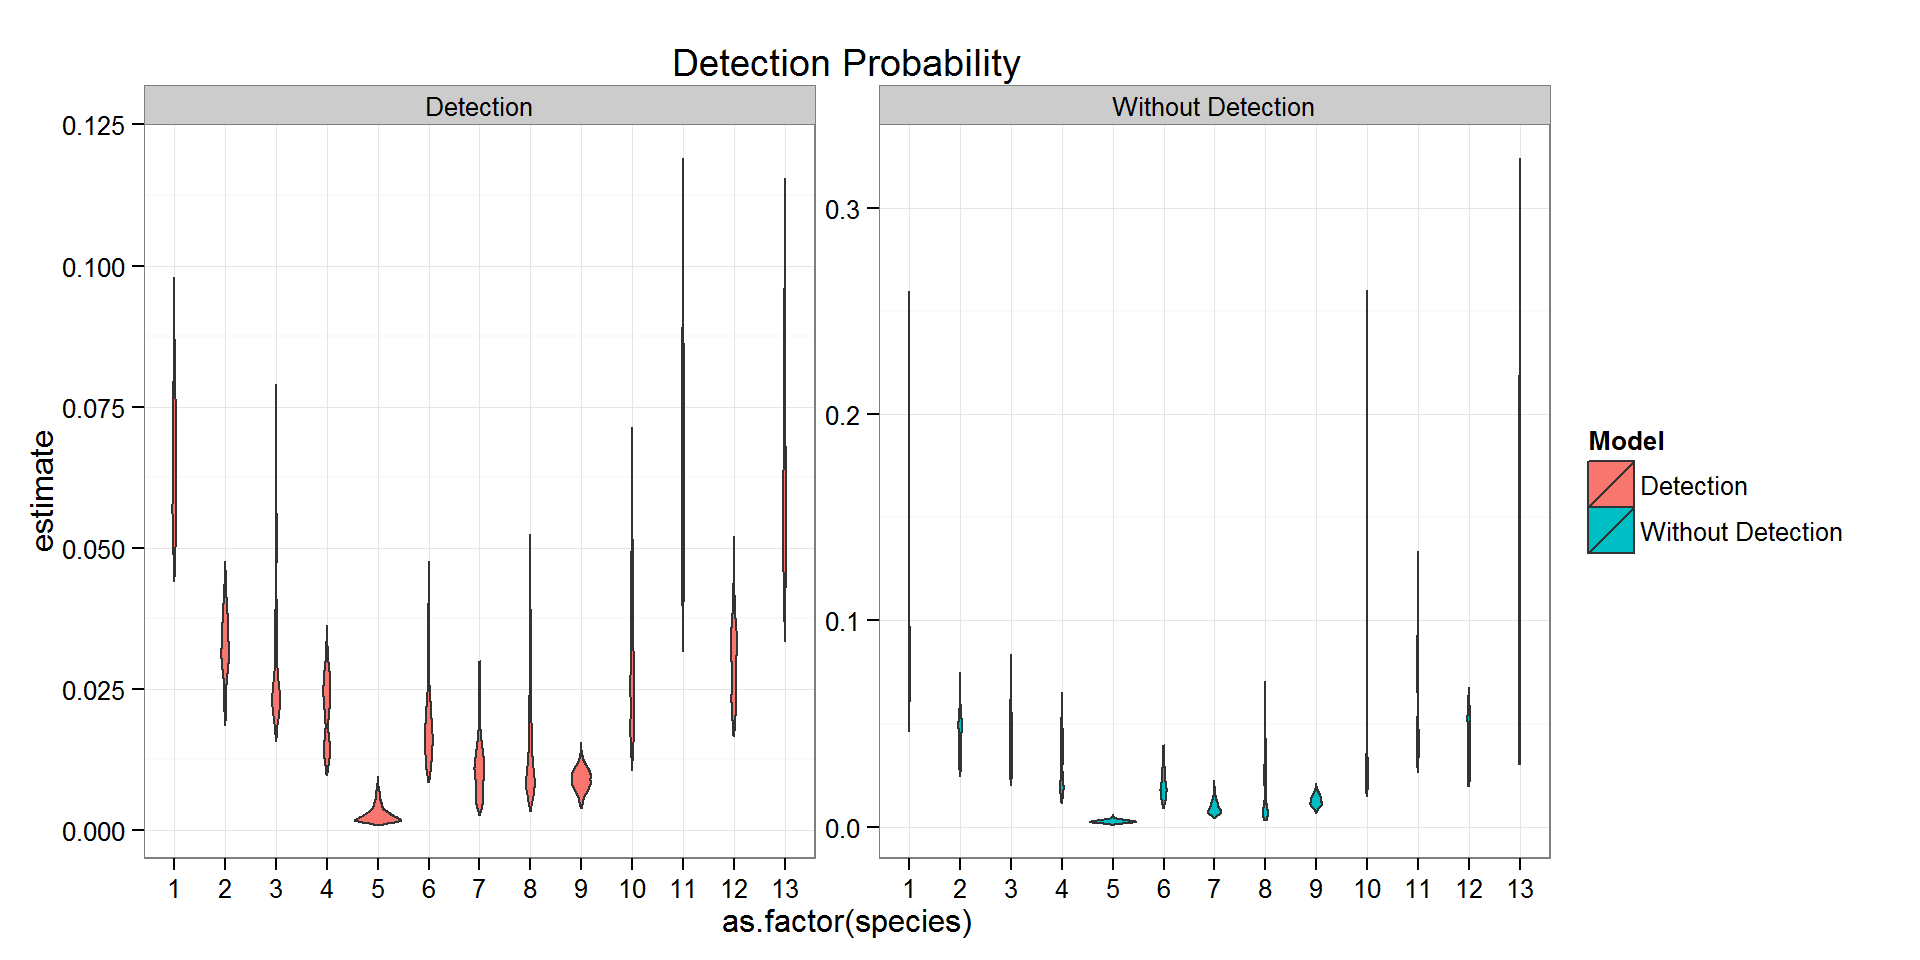 Detection Probability
Detection
Without Detection
0.125
0.100
0.075
0.050
0.025
0.000
estimate
0.3
0.2
0.1
0.0
1 2 3 4 5 6 7 8 9 10 11 12 13
1 2 3 4 5 6 7 8 9 10 11 12 13
as.factor(species)
Model
Detection
Without Detection